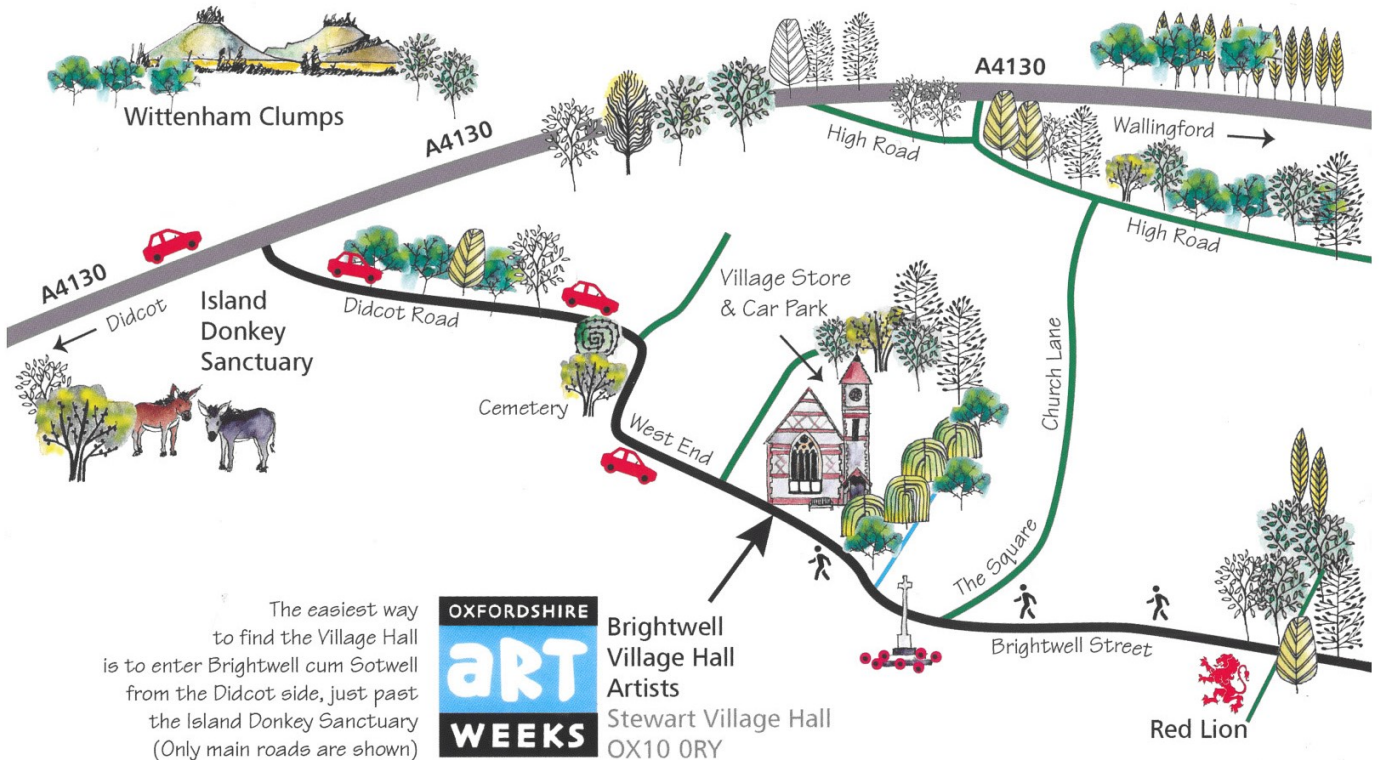 Wittenham Clumps
A4130
A4130
A4130
Wallingford
High Road
High Road
Didcot
Island
Donkey
Sanctuary
Didcot Road
Cemetery
West End
Village Store
& Car Park
Church Lane
The Square
Brightwell Street
Red Lion
The easiest way
to find the Village Hall
is to enter Brightwell cum Sotwell
from the Didcot side, just past
the Island Donkey Sanctuary
(Only main roads are shown)
OXFORDSHIRE
aRT
WEEKS
Brightwell
Village Hall
Artists
Stewart Village Hall
OX10 0RY